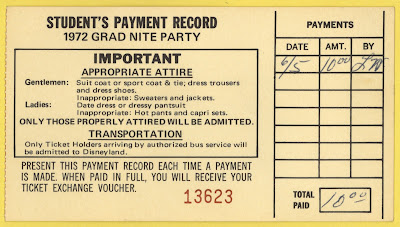 STUDENT'S PAYMENT RECORD
1972 GRAD NITE PARTY
IMPORTANT
APPROPRIATE ATTIRE
Gentlemen: Suit coat or sport coat & tie; dress trousers
and dress shoes.
Inappropriate: Sweaters and jackets.
Ladies: Date dress or dressy pantsuit
Inappropriate: Hot pants and capri sets.
ONLY THOSE PROPERLY ATTIRED WILL BE ADMITTED.
TRANSPORTATION
Only Ticket Holders arriving by authorized bus service will
be admitted to Disneyland.
PRESENT THIS PAYMENT RECORD EACH TIME A PAYMENT
IS MADE. WHEN PAID IN FULL, YOU WILL RECEIVE YOUR
TICKET EXCHANGE VOUCHER.
13623
PAYMENTS
DATE AMT. BY
6/5 10.00
TOTAL
PAID 10.00